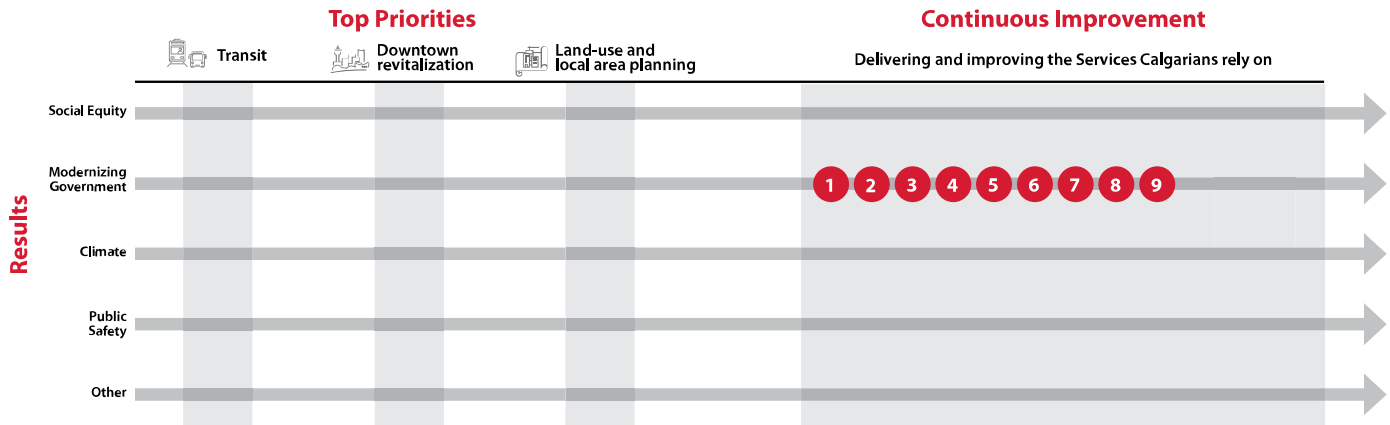 Top Priorities
Continuous Improvement
Transit
Downtown
revitalization
Land-use and
local area planning
Delivering and improving the Services Calgarians rely on
Results
Social Equity
Modernizing
Government
1 2 3 4 5 6 7 8 9
Climate
Public
Safety
Other